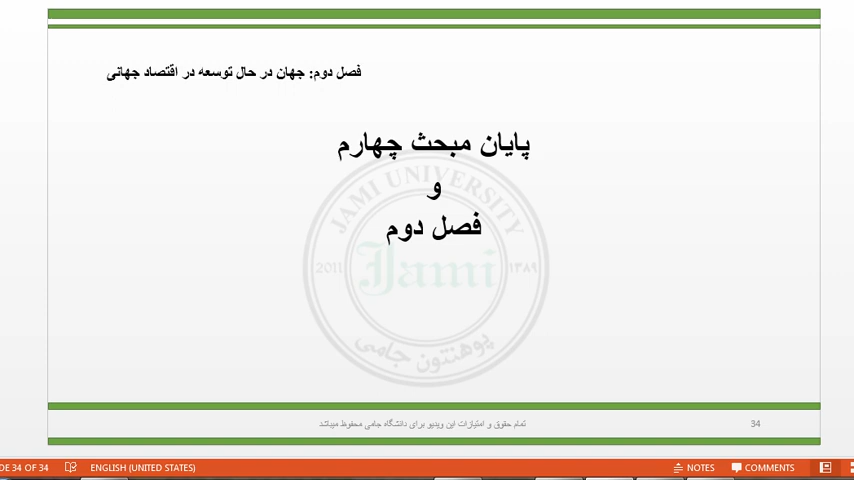 فصل دوم: جهان در حال توسعه در اقتصاد جهانی
پایان مبحث چهارم
و
فصل دوم
JAMI UNIVERSITY
2011 Jami ۱۳۸۹
پوهنتون جامی
تمام حقوق و امتیازات این ویدیو برای دانشگاه جامی محفوظ میباشد
34
DE 34 OF 34 ENGLISH (UNITED STATES) NOTES COMMENTS